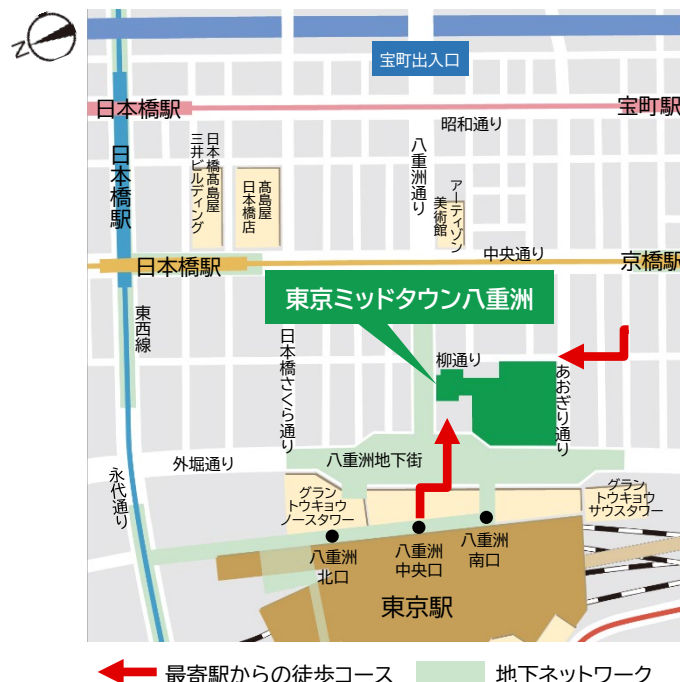 N
宝町出入口
日本橋駅
宝町駅
昭和通り
日本橋駅
日本橋髙島屋
三井ビルディング
髙島屋
日本橋店
八重洲通り
アーティゾン
美術館
中央通り
日本橋駅
京橋駅
東京ミッドタウン八重洲
東西線
日本橋さくら通り
柳通り
あおぎり通り
外堀通り
八重洲地下街
永代通り
グラン
トウキョウ
ノースタワー
グラン
トウキョウ
サウスタワー
八重洲
北口
八重洲
中央口
八重洲
南口
東京駅
最寄駅からの徒歩コース
地下ネットワーク